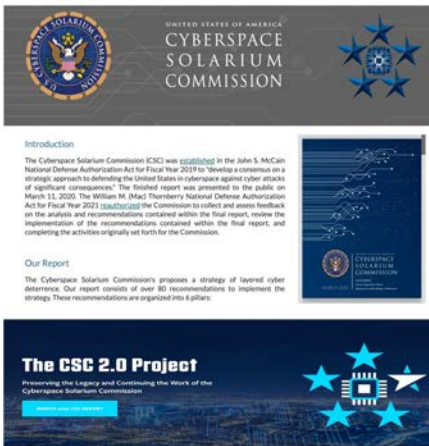 UNITED STATES OF AMERICA
CYBERSPACE
SOLARIUM
COMMISSION
Introduction
The Cyberspace Solarium Commission (CSC) was established in the John S. McCain
National Defense Authorization Act for Fiscal Year 2019 to "develop a consensus on a
strategic approach to defending the United States in cyberspace against cyber attacks
of significant consequences." The finished report was presented to the public on
March 11, 2020. The William M. (Mac) Thornberry National Defense Authorization
Act for Fiscal Year 2021 reauthorized the Commission to collect and assess feedback
on the analysis and recommendations contained within the final report, review the
implementation of the recommendations contained within the final report, and
completing the activities originally set forth for the Commission.
CYBERSPACE
SOLARIUM
COMMISSION
MARCH 2020
Our Report
The Cyberspace Solarium Commission's proposes a strategy of layered cyber
deterrence. Our report consists of over 80 recommendations to implement the
strategy. These recommendations are organized into 6 pillars:
The CSC 2.0 Project
Preserving the Legacy and Continuing the Work of the
Cyberspace Solarium Commission